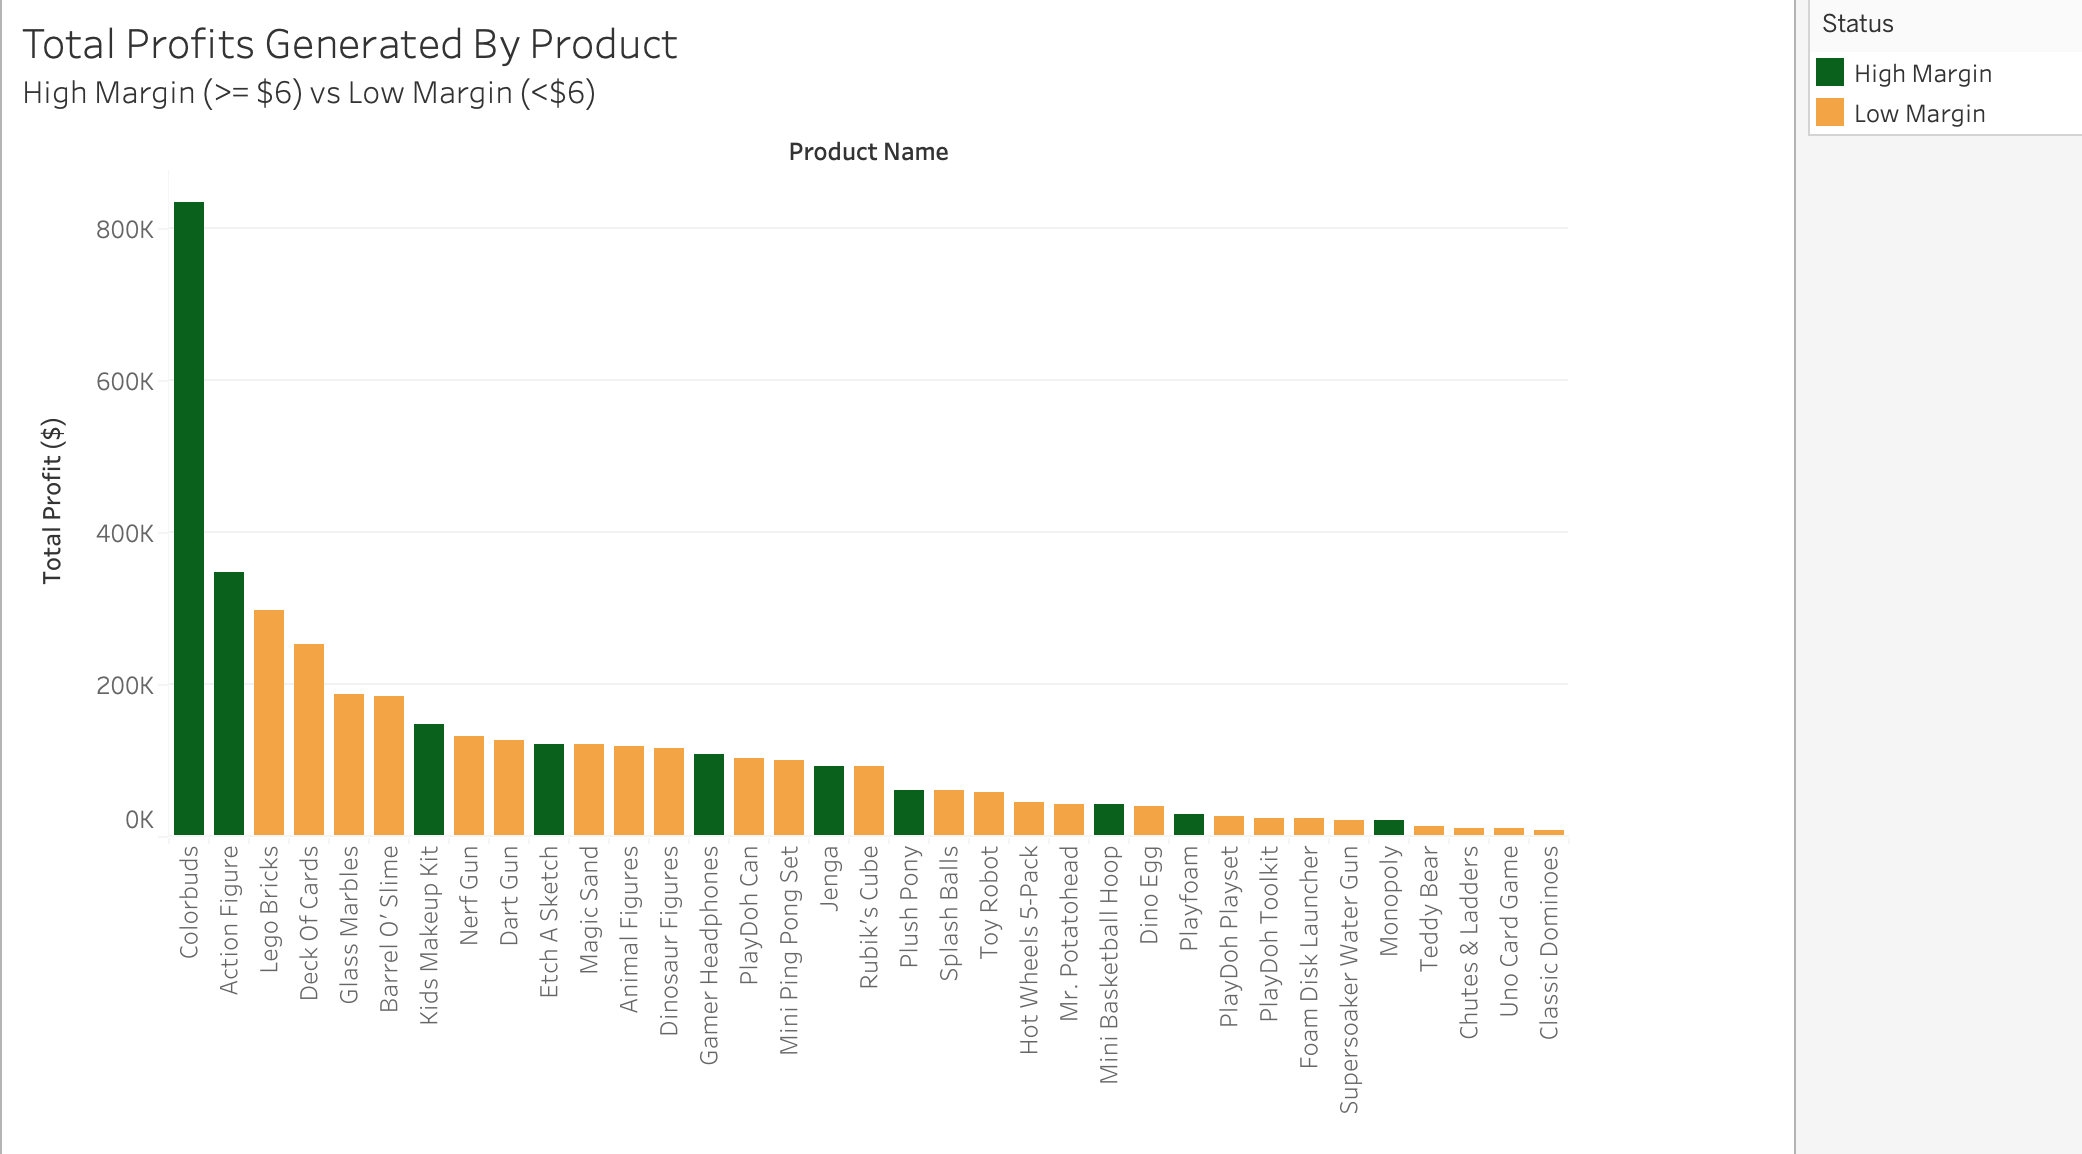 Total Profits Generated By Product
High Margin (>= $6) vs Low Margin (<$6)
Status
High Margin
Low Margin
Product Name
Total Profit ($)
800K
600K
400K
200K
0K
Colorbuds
Action Figure
Lego Bricks
Deck Of Cards
Glass Marbles
Barrel O' Slime
Kids Makeup Kit
Nerf Gun
Dart Gun
Etch A Sketch
Magic Sand
Animal Figures
Dinosaur Figures
Gamer Headphones
PlayDoh Can
Mini Ping Pong Set
Jenga
Rubik's Cube
Plush Pony
Splash Balls
Toy Robot
Hot Wheels 5-Pack
Mr. Potatohead
Mini Basketball Hoop
Dino Egg
Playfoam
PlayDoh Playset
PlayDoh Toolkit
Foam Disk Launcher
Supersoaker Water Gun
Monopoly
Teddy Bear
Chutes & Ladders
Uno Card Game
Classic Dominoes